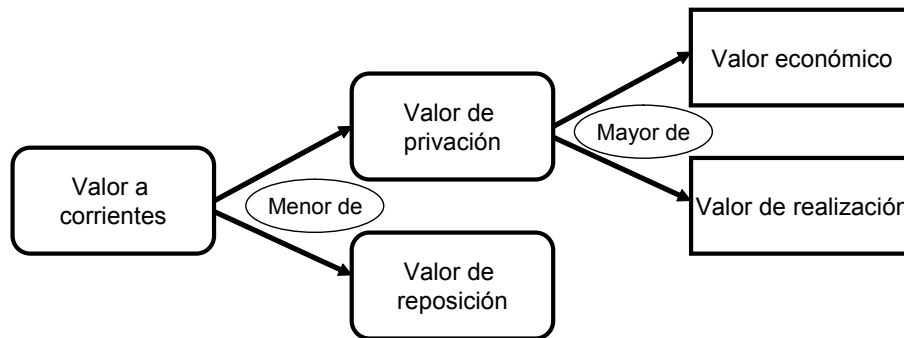 Valor económico
Valor de
privación
Mayor de
Valor a
corrientes
Menor de
Valor de realización
Valor de
reposición